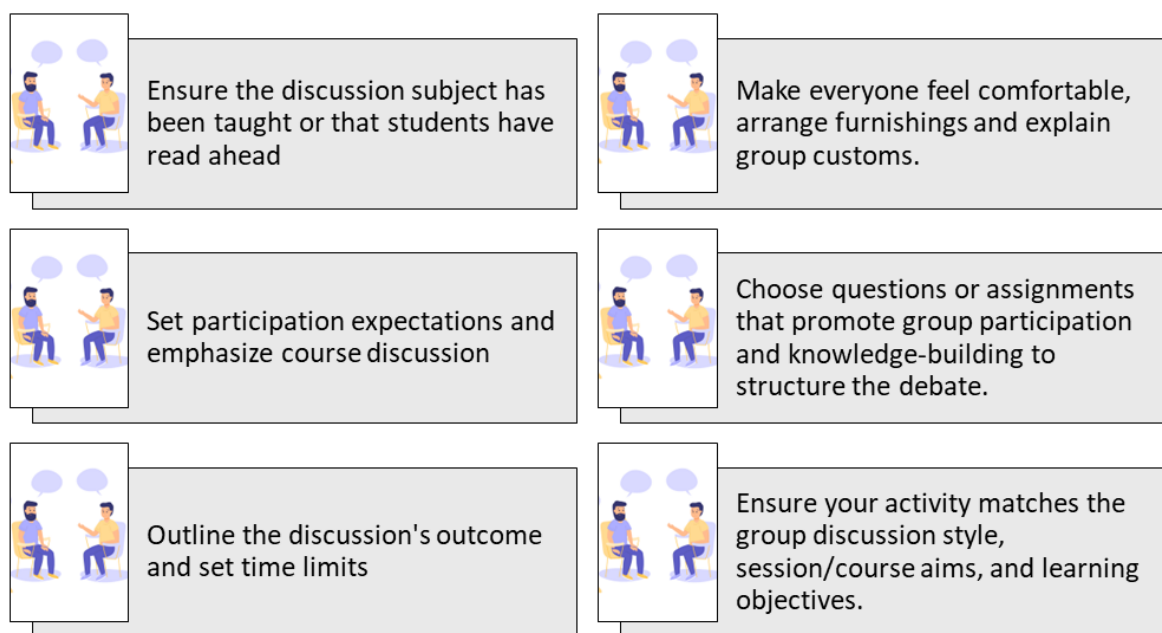 Ensure the discussion subject has
been taught or that students have
read ahead
Make everyone feel comfortable,
arrange furnishings and explain
group customs.
Set participation expectations and
emphasize course discussion
Choose questions or assignments
that promote group participation
and knowledge-building to
structure the debate.
Outline the discussion's outcome
and set time limits
Ensure your activity matches the
group discussion style,
session/course aims, and learning
objectives.